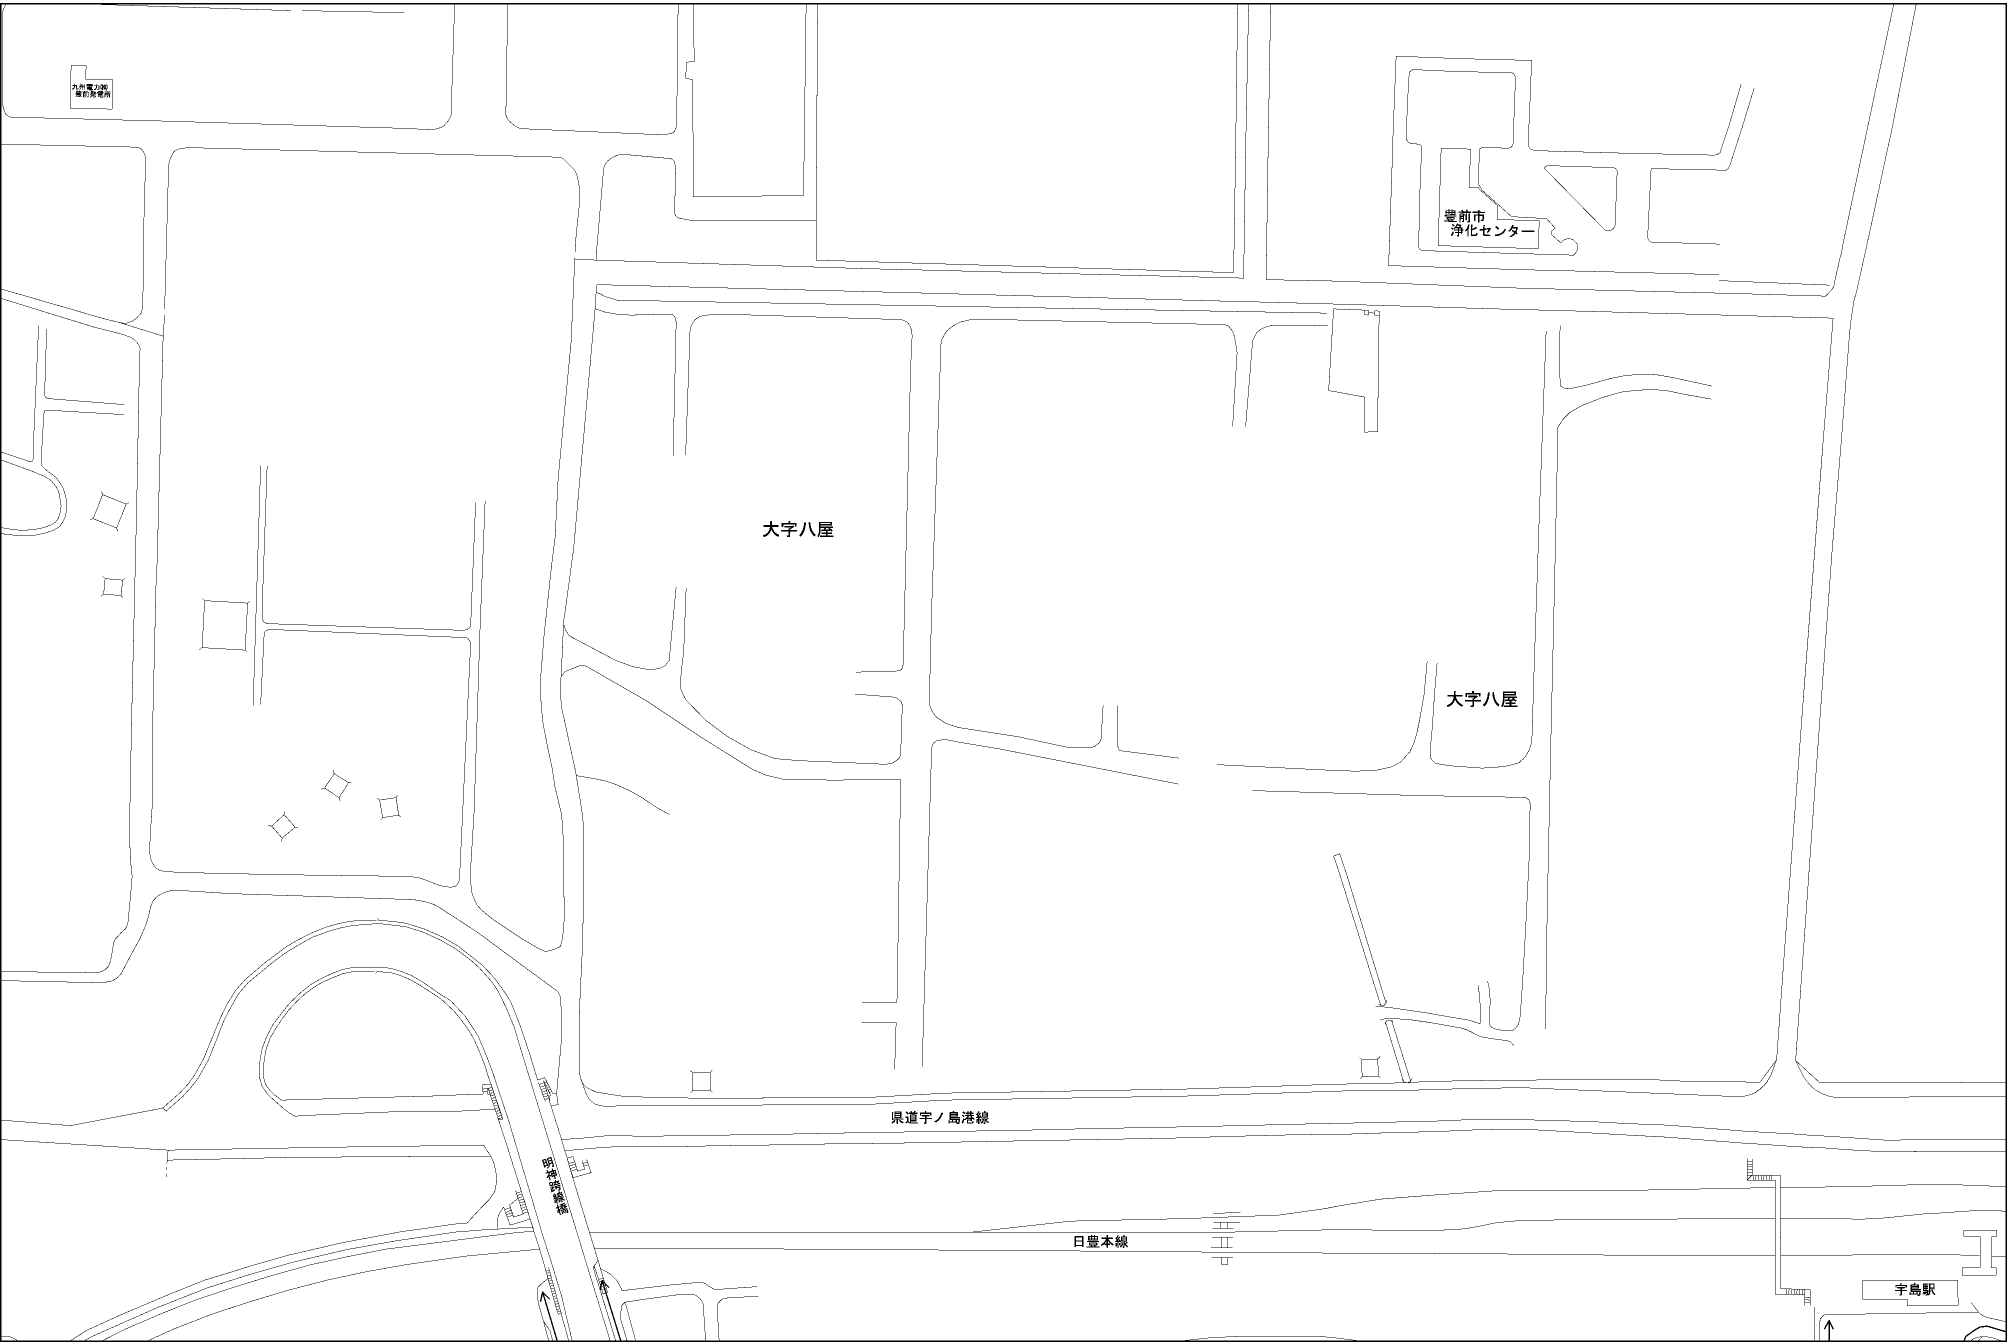 九州電力㈱
豊前発電所
豊前市
浄化センター
大字八屋
大字八屋
県道宇ノ島港線
明神跨線橋
日豊本線
宇島駅